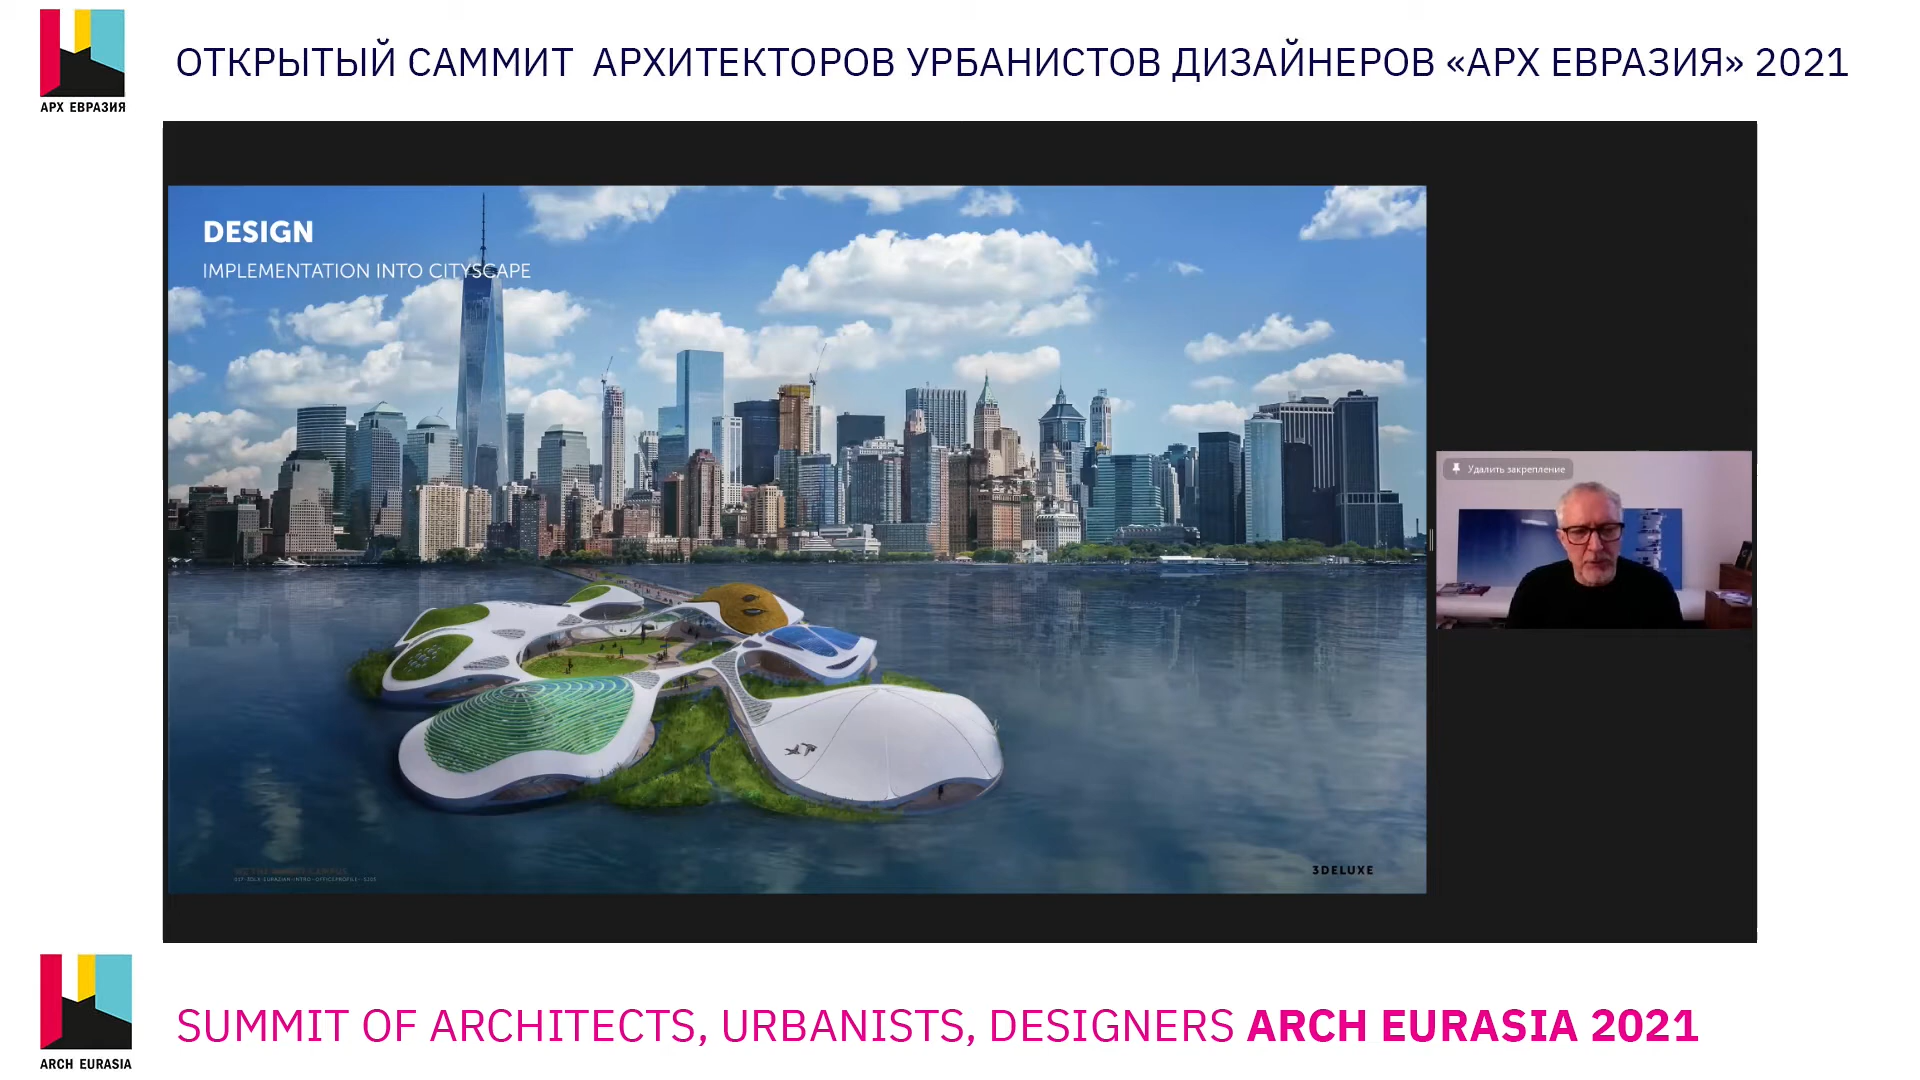 ОТКРЫТЫЙ САММИТ АРХИТЕКТОРОВ УРБАНИСТОВ ДИЗАЙНЕРОВ «АРХ ЕВРАЗИЯ» 2021
АРХ ЕВРАЗИЯ
DESIGN
IMPLEMENTATION INTO CITYSCAPE
Удалить закрепление
3DELUXE
SUMMIT OF ARCHITECTS, URBANISTS, DESIGNERS ARCH EURASIA 2021
ARCH EURASIA